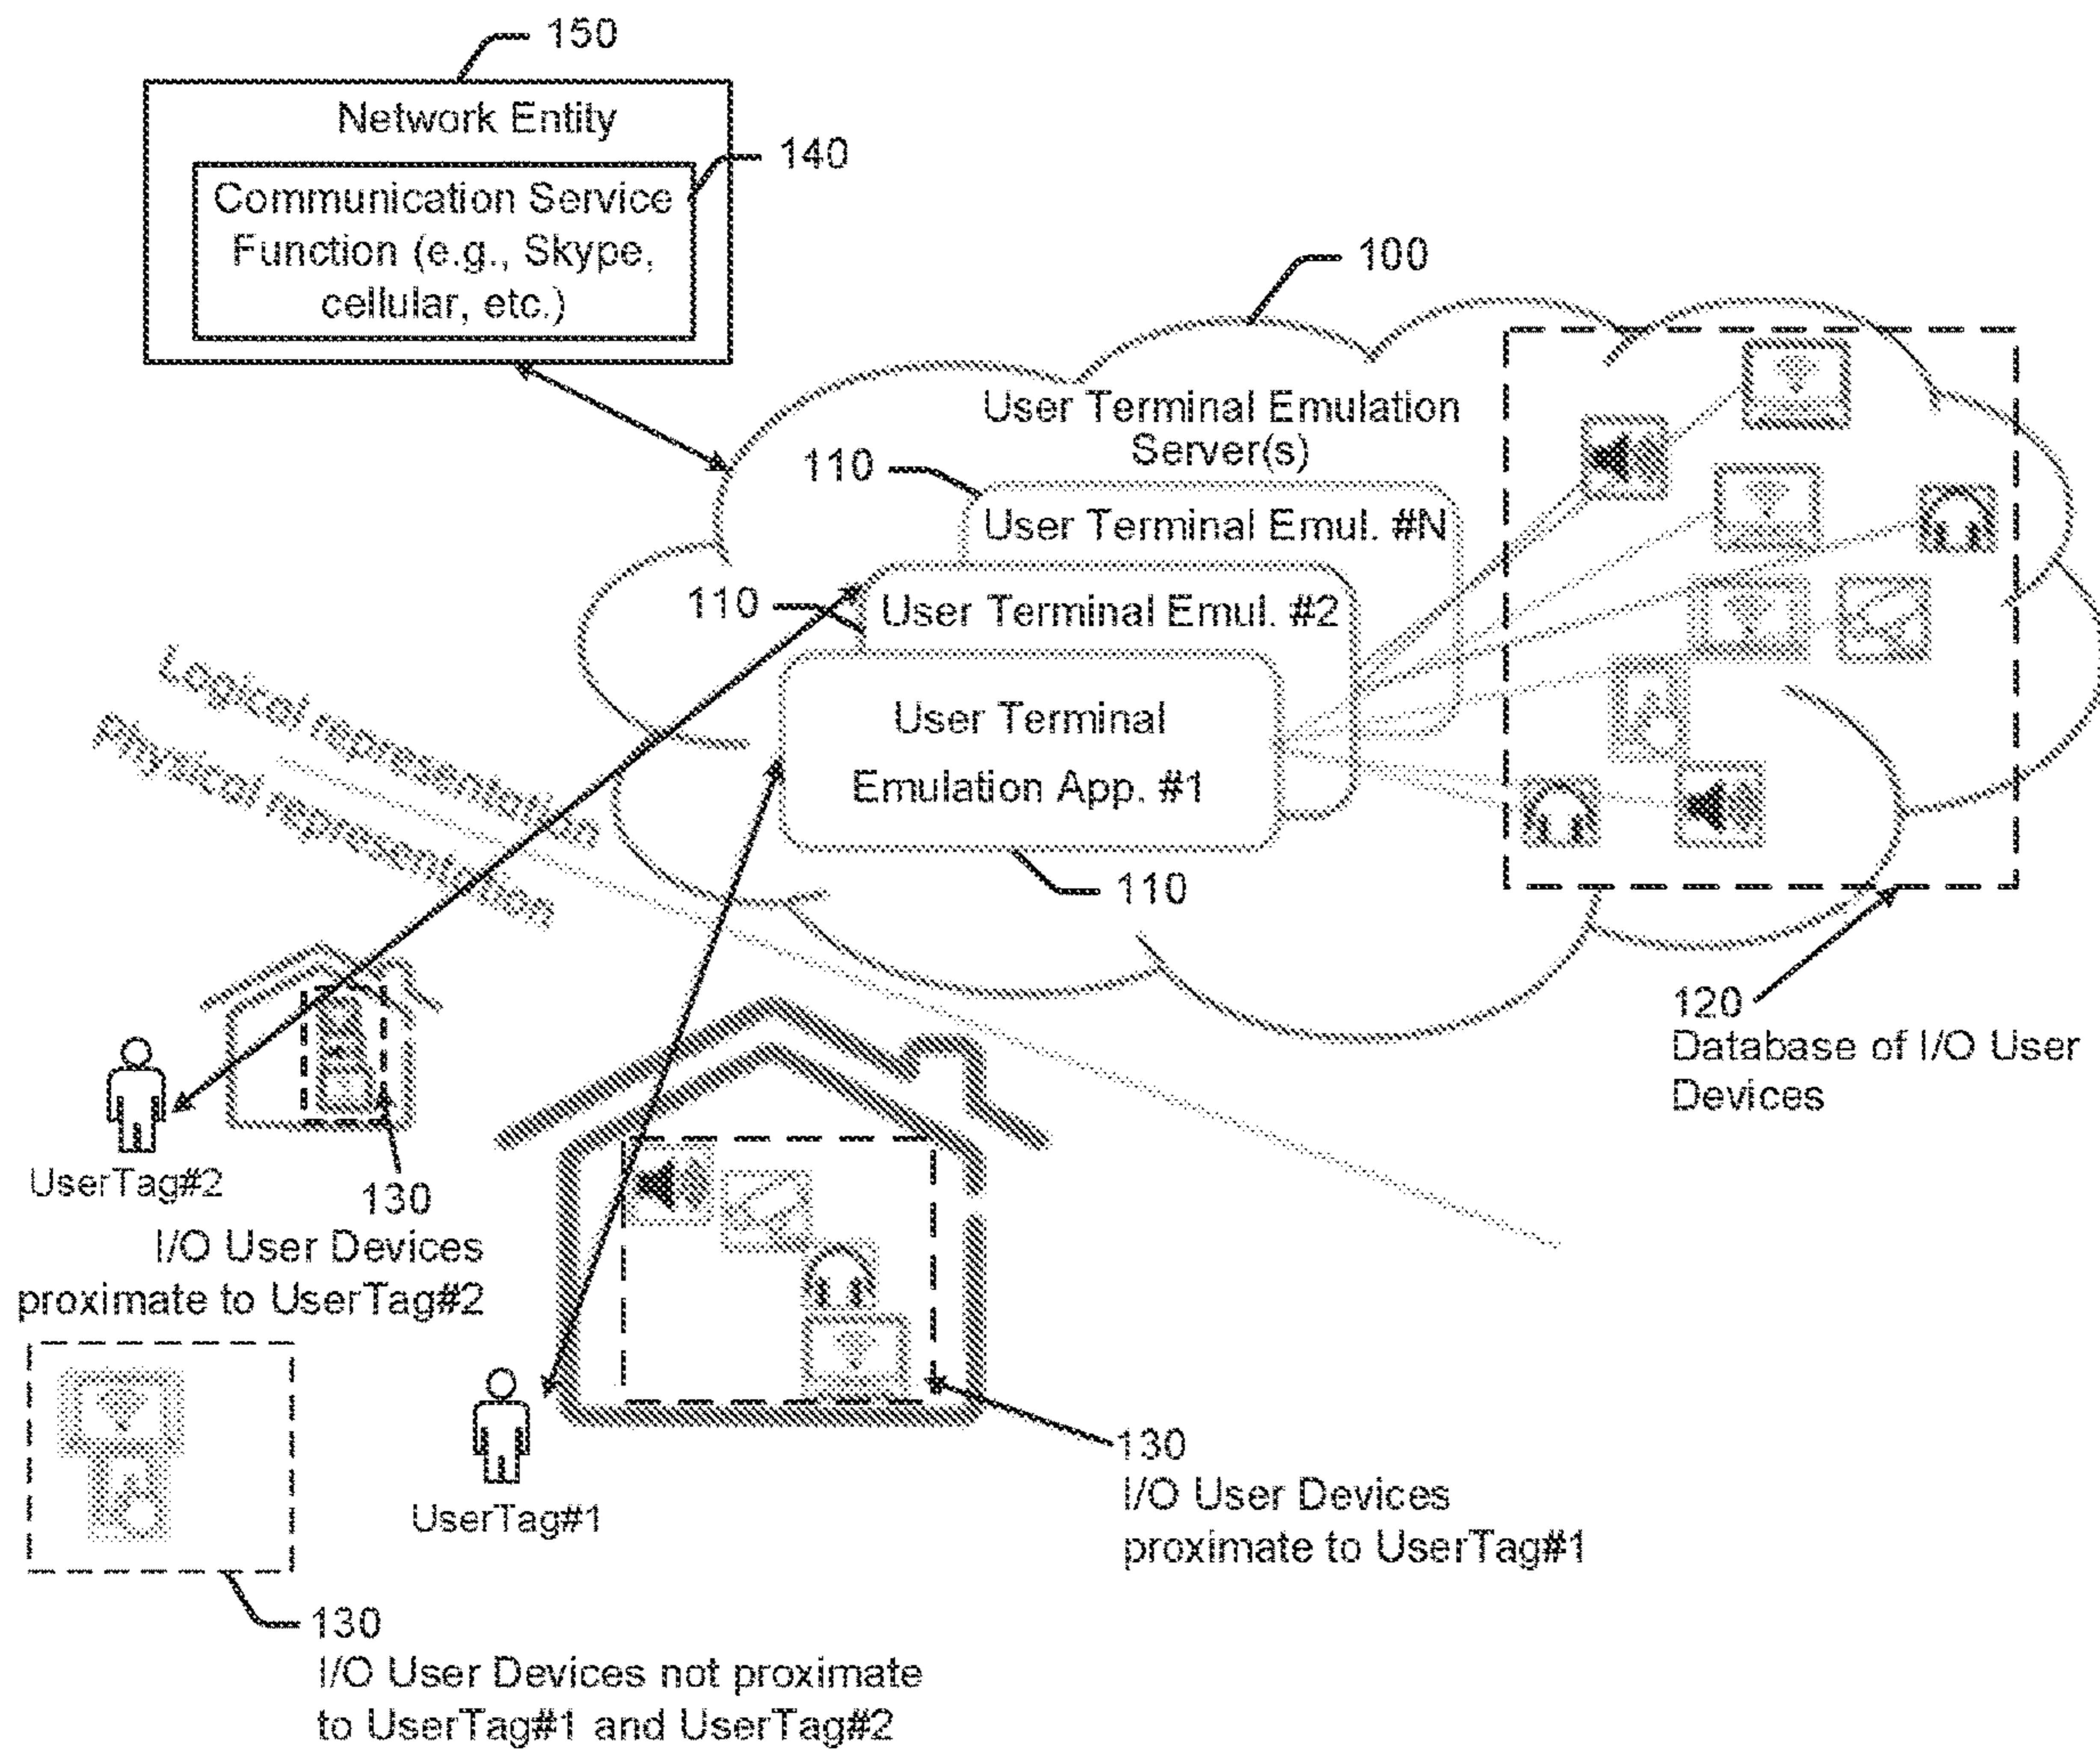 150
Network Entity
140
Communication Service
Function (e.g., Skype,
cellular, etc.)
100
User Terminal Emulation
Server(s)
110
User Terminal Emul. #N
110
User Terminal Emul. #2
User Terminal
Emulation App. #1
110
Logical represention
Physical represention
120
Database of I/O User
Devices
UserTag#2
130
I/O User Devices
proximate to UserTag#2
UserTag#1
130
I/O User Devices
proximate to UserTag#1
130
I/O User Devices not proximate
to UserTag#1 and UserTag#2